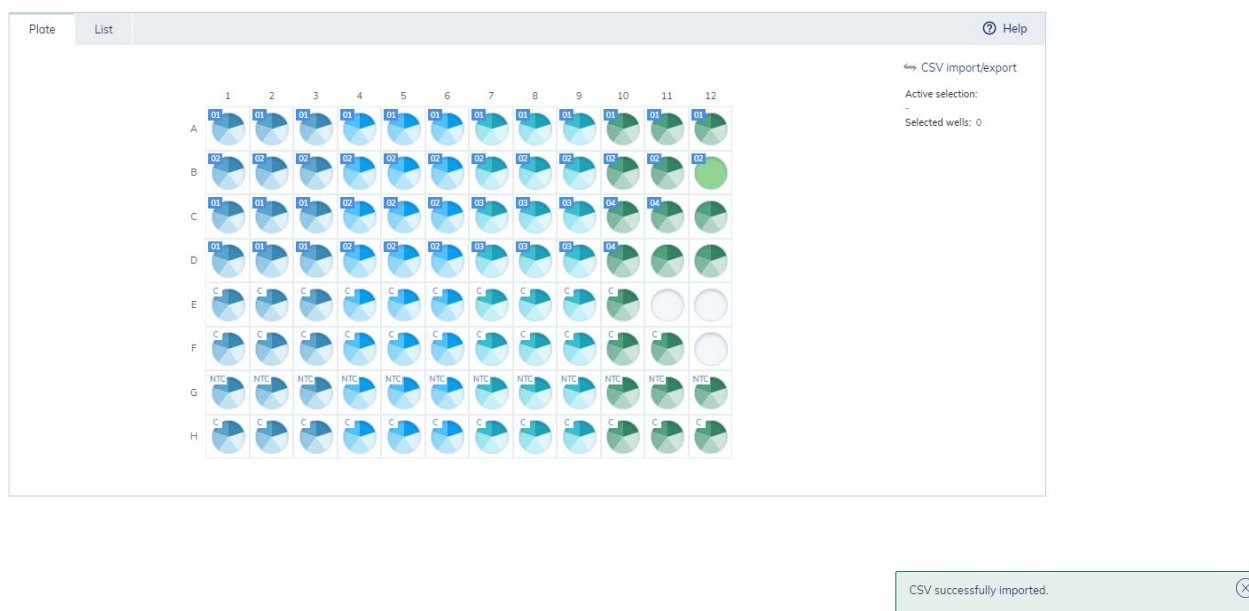 Plate List Help
CSV import/export
Active selection:
-
Selected wells: 0
1 2 3 4 5 6 7 8 9 10 11 12
A 01 01 01 01 01 01 01 01 01 01 01 01
B 02 02 02 02 02 02 02 02 02 02 02 02
C 01 01 01 02 02 02 03 03 03 04 04
D 01 01 01 02 02 02 03 03 03 04
E C C C C C C C C C C
F C C C C C C C C C C C
G NTC NTC NTC NTC NTC NTC NTC NTC NTC NTC NTC NTC
H C C C C C C C C C C C C
CSV successfully imported.